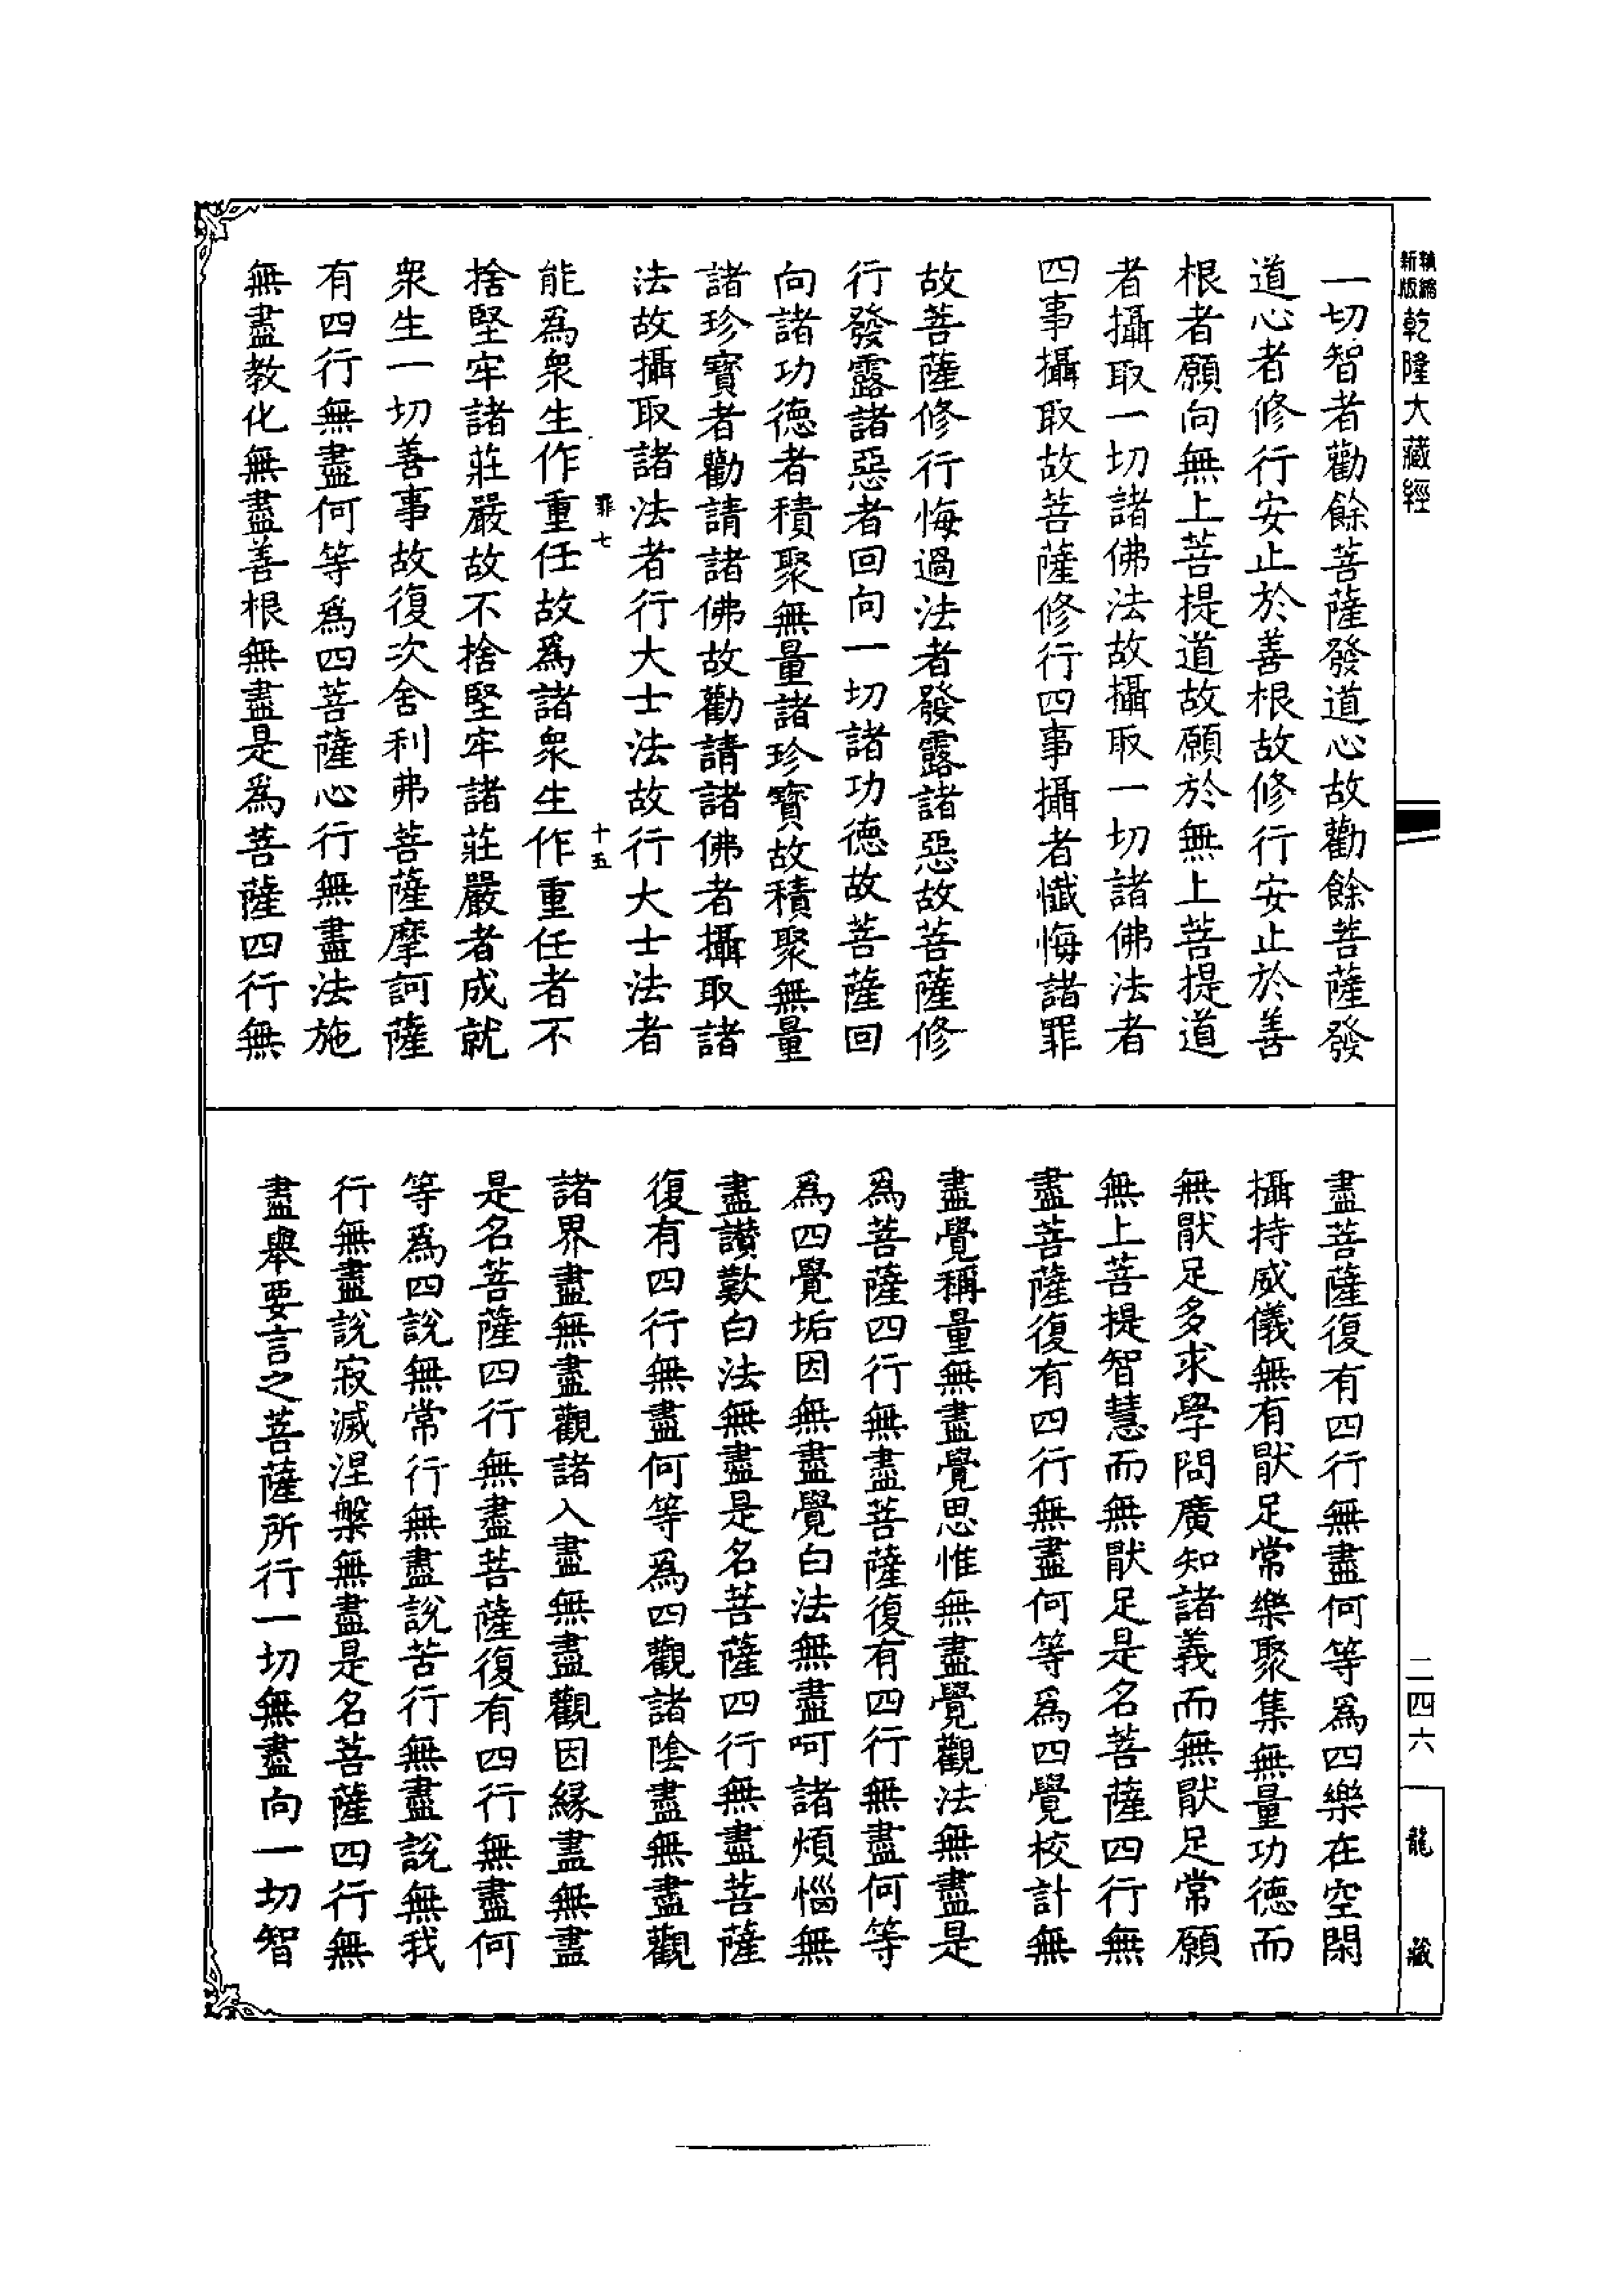 精縮
新版
乾隆大藏經
一切智者勸餘菩薩發道心故勸餘菩薩發
道心者修行安止於善根故修行安止於善
根者願向無上菩提道故願於無上菩提道
者攝取一切諸佛法故攝取一切諸佛法者
四事攝取故菩薩修行四事攝者懺悔諸罪
故菩薩修行悔過法者發露諸惡故菩薩修
行發露諸惡者回向一切諸功德故菩薩回
向諸功德者積聚無量諸珍寶故積聚無量
諸珍寶者勸請諸佛故勸請諸佛者攝取諸
法故攝取諸法者行大士法故行大士法者
罪七
十五
能爲衆生作重任故爲諸衆生作重任者不
捨堅牢諸莊嚴故不捨堅牢諸莊嚴者成就
衆生一切善事故復次舍利弗菩薩摩訶薩
有四行無盡何等爲四菩薩心行無盡法施
無盡教化無盡善根無盡是爲菩薩四行無
盡菩薩復有四行無盡何等爲四樂在空閑
攝持威儀無有猒足常樂聚集無量功德而
無猒足多求學問廣知諸義而無猒足常願
無上菩提智慧而無猒足是名菩薩四行無
盡菩薩復有四行無盡何等爲四覺校計無
盡覺稱量無盡覺思惟無盡覺觀法無盡是
爲菩薩四行無盡菩薩復有四行無盡何等
爲四覺垢因無盡覺白法無盡呵諸煩惱無
盡讃歎白法無盡是名菩薩四行無盡菩薩
復有四行無盡何等爲四觀諸陰盡無盡觀
諸界盡無盡觀諸入盡無盡觀因緣盡無盡
是名菩薩四行無盡菩薩復有四行無盡何
等爲四說無常行無盡說苦行無盡說無我
行無盡說寂滅涅槃無盡是名菩薩四行無
盡舉要言之菩薩所行一切無盡向一切智
二四六
龍藏